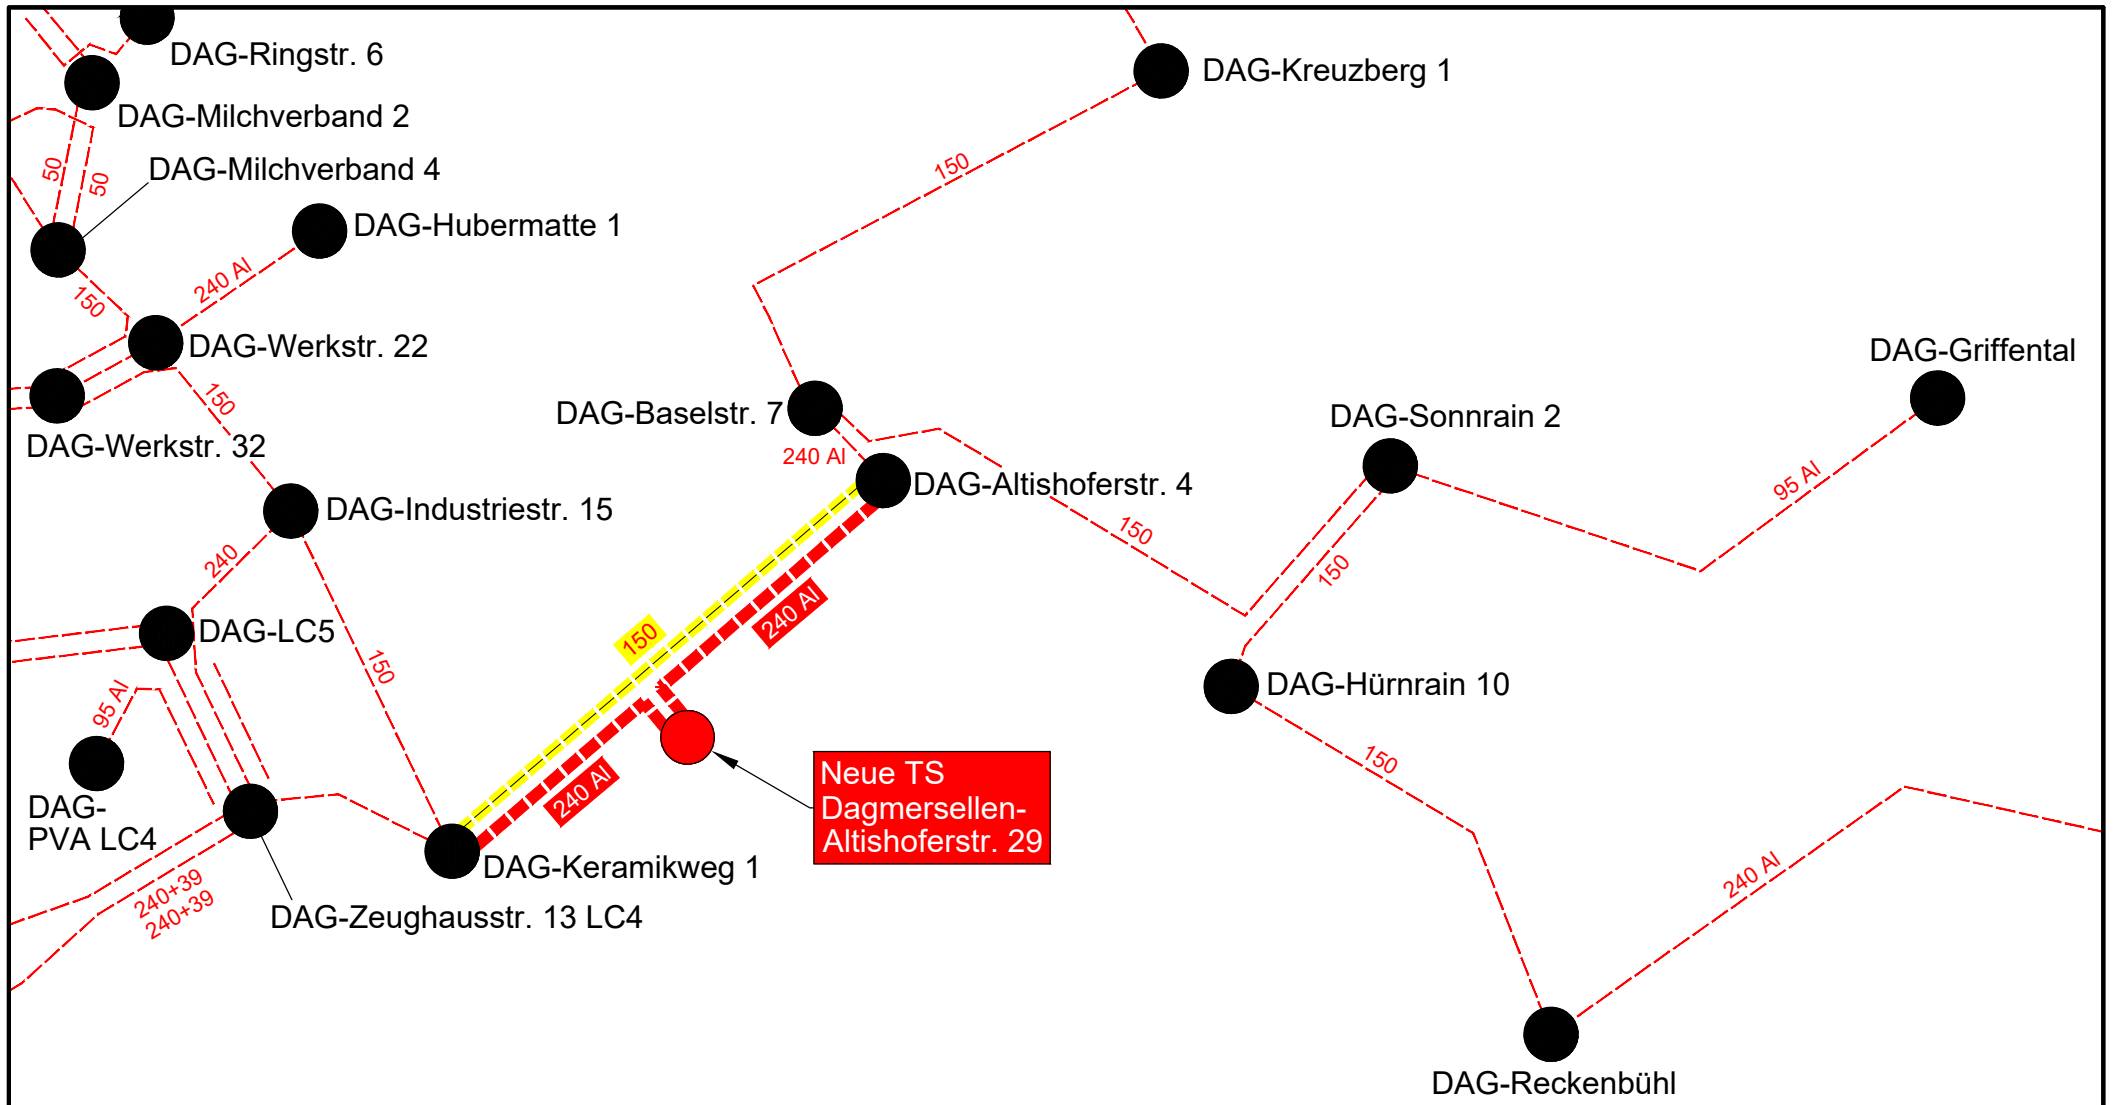 DAG-Ringstr. 6
DAG-Kreuzberg 1
DAG-Milchverband 2
50
50
DAG-Milchverband 4
150
DAG-Hubermatte 1
240 Al
150
DAG-Werkstr. 22
DAG-Griffental
150
DAG-Baselstr. 7
DAG-Sonnrain 2
DAG-Werkstr. 32
240 Al
DAG-Altishoferstr. 4
95 Al
DAG-Industriestr. 15
150
240
150
240 Al
DAG-LC5
150
150
DAG-Hürnrain 10
95 Al
Neue TS
Dagmersellen-
Altishoferstr. 29
150
240 Al
DAG-
PVA LC4
DAG-Keramikweg 1
240 Al
240+39
240+39
DAG-Zeughausstr. 13 LC4
DAG-Reckenbühl